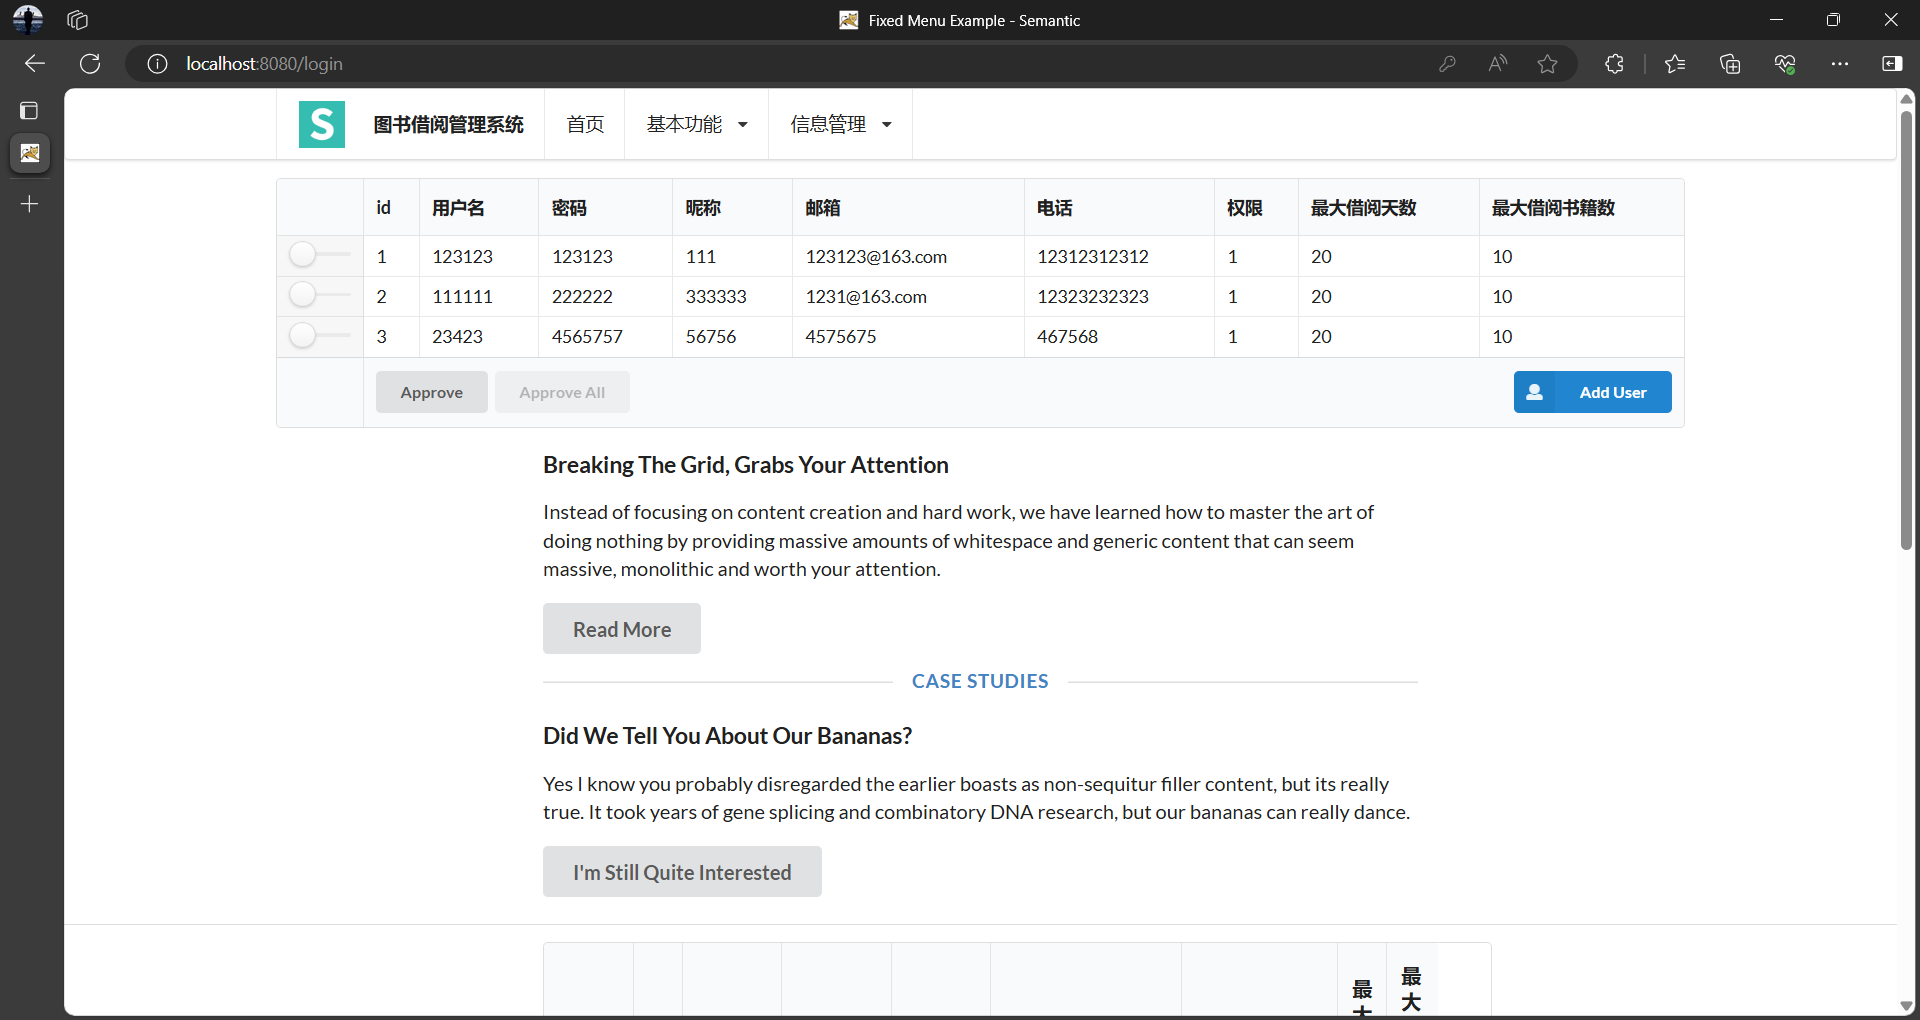 Fixed Menu Example - Semantic
localhost:8080/login
S 图书借阅管理系统 首页 基本功能 信息管理
id 用户名 密码 昵称 邮箱 电话 权限 最大借阅天数 最大借阅书籍数
1 123123 123123 111 123123@163.com 12312312312 1 20 10
2 111111 222222 333333 1231@163.com 12323232323 1 20 10
3 23423 4565757 56756 4575675 467568 1 20 10
Approve Approve All Add User
Breaking The Grid, Grabs Your Attention
Instead of focusing on content creation and hard work, we have learned how to master the art of
doing nothing by providing massive amounts of whitespace and generic content that can seem
massive, monolithic and worth your attention.
Read More
CASE STUDIES
Did We Tell You About Our Bananas?
Yes I know you probably disregarded the earlier boasts as non-sequitur filler content, but its really
true. It took years of gene splicing and combinatory DNA research, but our bananas can really dance.
I'm Still Quite Interested
最
大
最
大